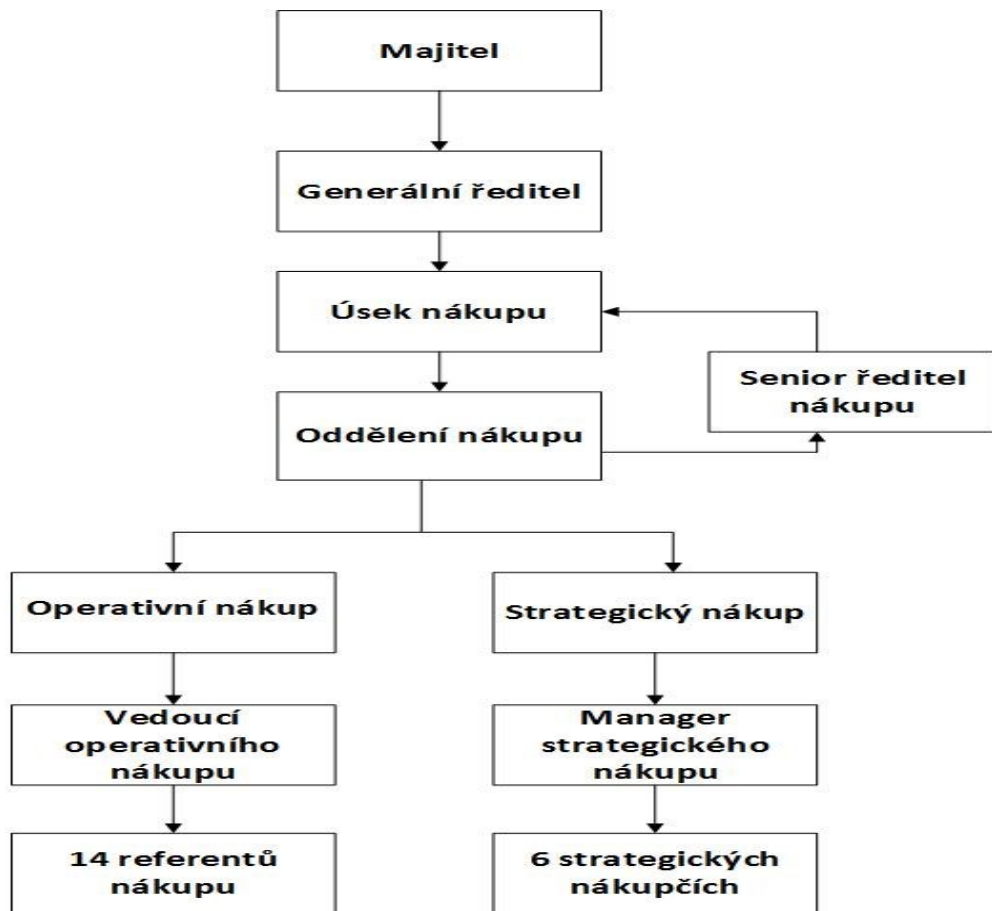 Majitel
Generální ředitel
Úsek nákupu
Senior ředitel
nákupu
Oddělení nákupu
Operativní nákup
Strategický nákup
Vedoucí
operativního
nákupu
Manager
strategického
nákupu
14 referentů
nákupu
6 strategických
nákupčích